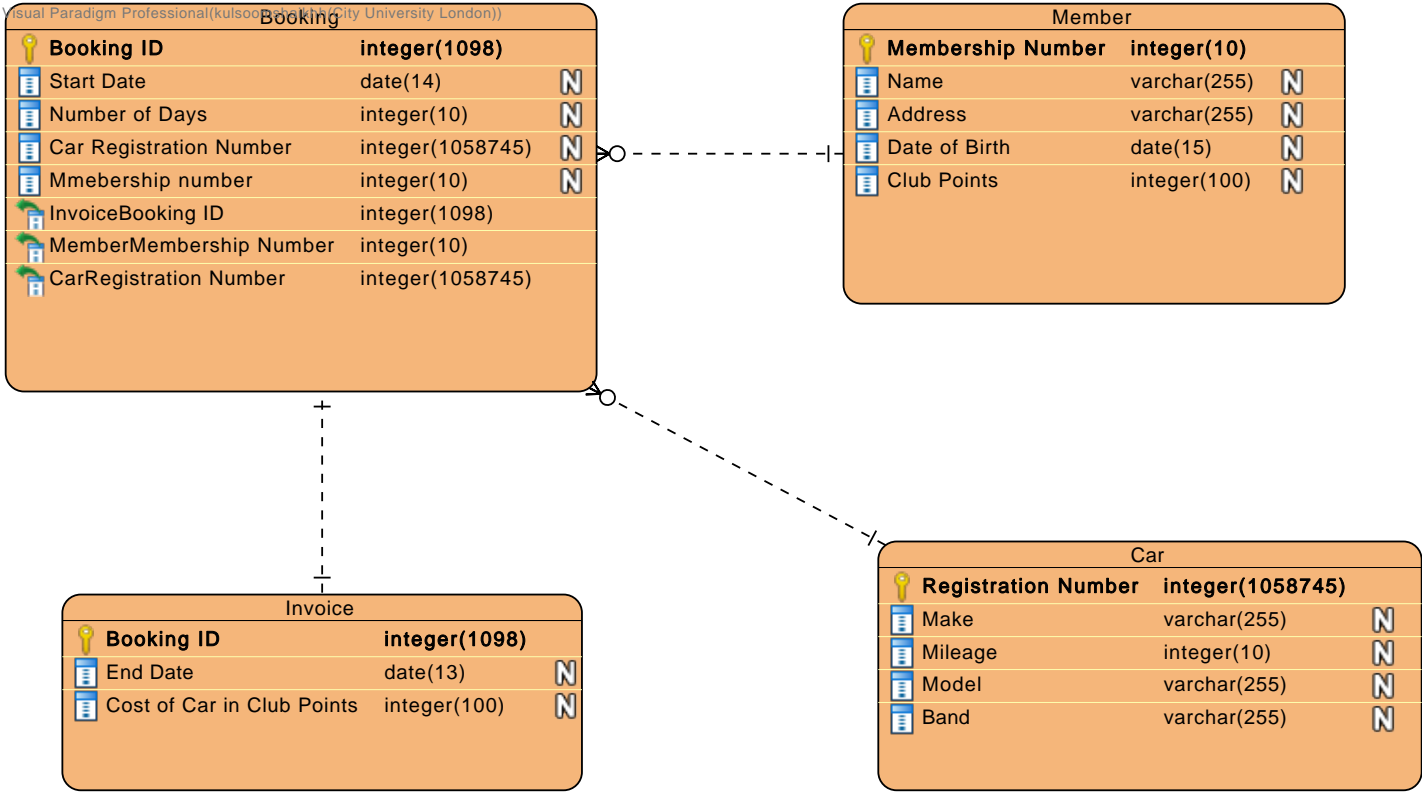 Visual Paradigm Professional(kulsoom City University London))
Booking
Booking ID integer(1098)
Start Date date(14) N
Number of Days integer(10) N
Car Registration Number integer(1058745) N
Mmebership number integer(10) N
InvoiceBooking ID integer(1098)
MemberMembership Number integer(10)
CarRegistration Number integer(1058745)
Member
Membership Number integer(10)
Name varchar(255) N
Address varchar(255) N
Date of Birth date(15) N
Club Points integer(100) N
Invoice
Booking ID integer(1098)
End Date date(13) N
Cost of Car in Club Points integer(100) N
Car
Registration Number integer(1058745)
Make varchar(255) N
Mileage integer(10) N
Model varchar(255) N
Band varchar(255) N